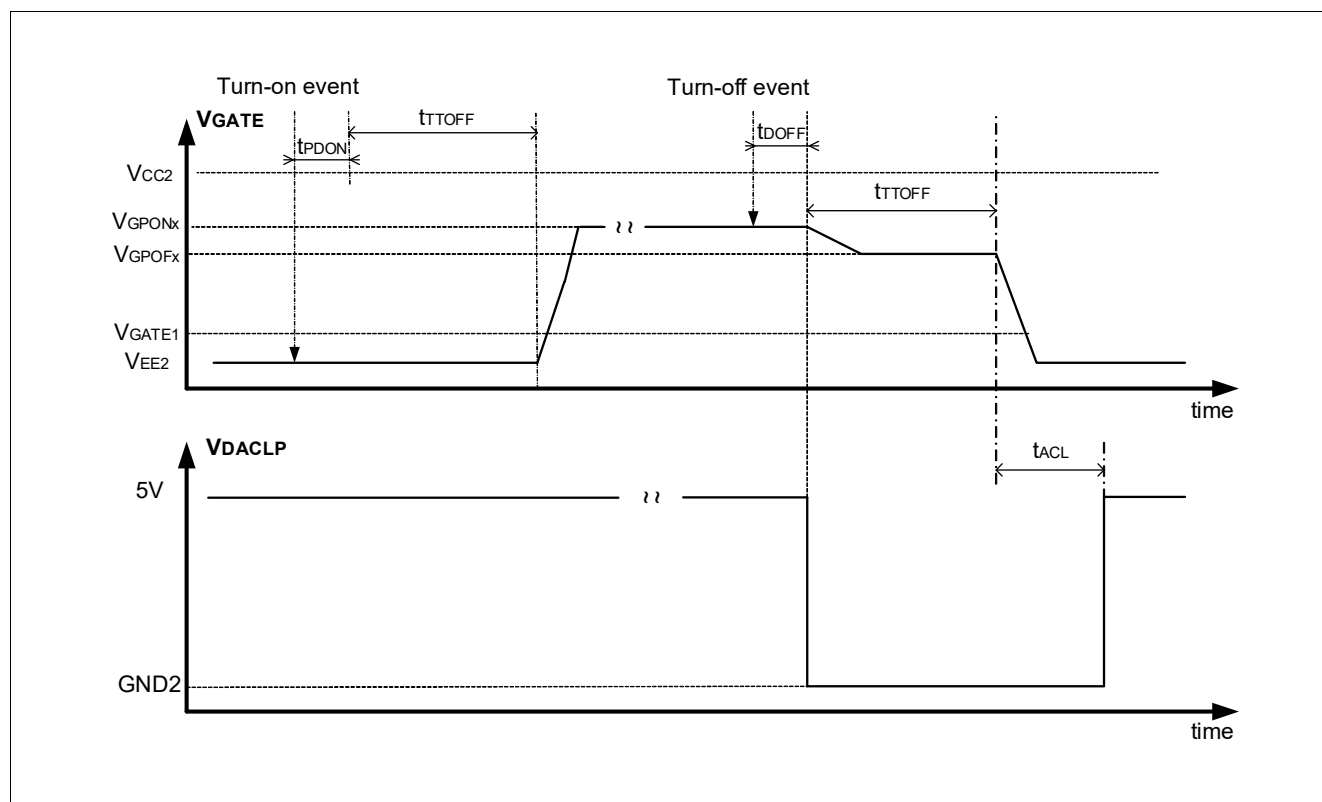 Turn-on event
Turn-off event
VGATE
tTTOFF
tDOFF
tPDON
VCC2
tTTOFF
VGPONx
VGPOFx
VGATE1
VEE2
time
VDACLP
tACL
5V
GND2
time